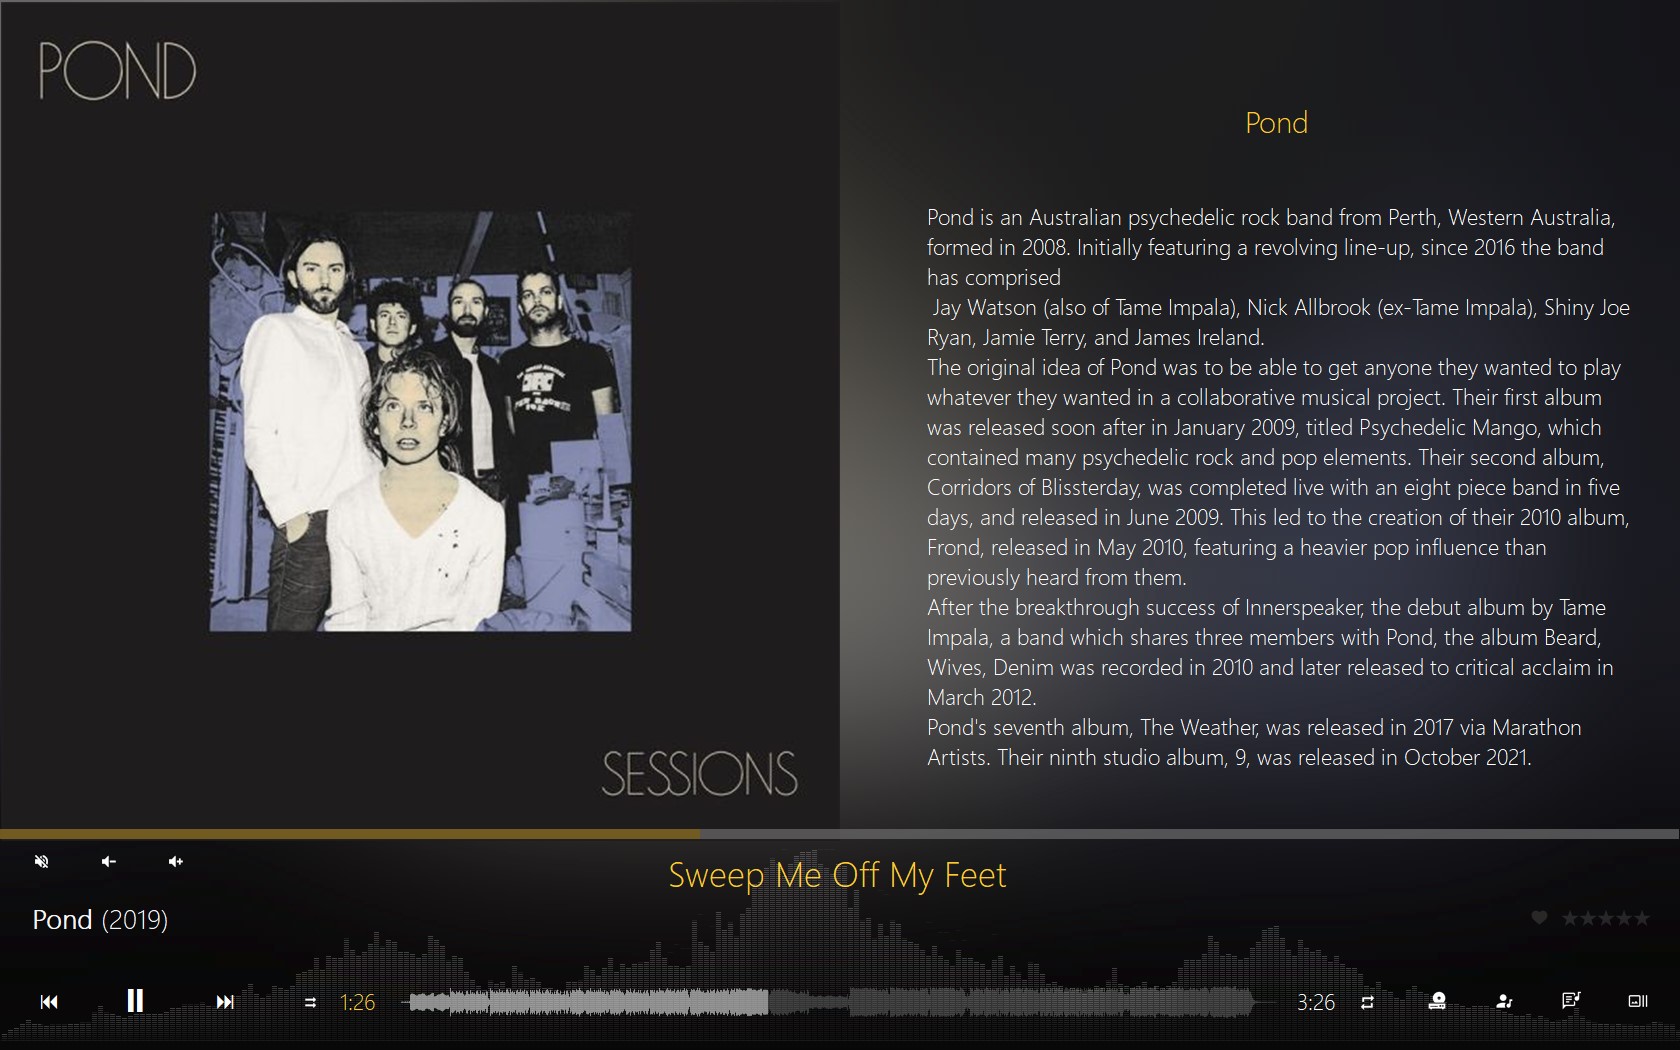 POND
SESSIONS
Pond
Pond is an Australian psychedelic rock band from Perth, Western Australia,
formed in 2008. Initially featuring a revolving line-up, since 2016 the band
has comprised
Jay Watson (also of Tame Impala), Nick Allbrook (ex-Tame Impala), Shiny Joe
Ryan, Jamie Terry, and James Ireland.
The original idea of Pond was to be able to get anyone they wanted to play
whatever they wanted in a collaborative musical project. Their first album
was released soon after in January 2009, titled Psychedelic Mango, which
contained many psychedelic rock and pop elements. Their second album,
Corridors of Blissterday, was completed live with an eight piece band in five
days, and released in June 2009. This led to the creation of their 2010 album,
Frond, released in May 2010, featuring a heavier pop influence than
previously heard from them.
After the breakthrough success of Innerspeaker, the debut album by Tame
Impala, a band which shares three members with Pond, the album Beard,
Wives, Denim was recorded in 2010 and later released to critical acclaim in
March 2012.
Pond's seventh album, The Weather, was released in 2017 via Marathon
Artists. Their ninth studio album, 9, was released in October 2021.
Sweep Me Off My Feet
Pond (2019)
1:26
3:26